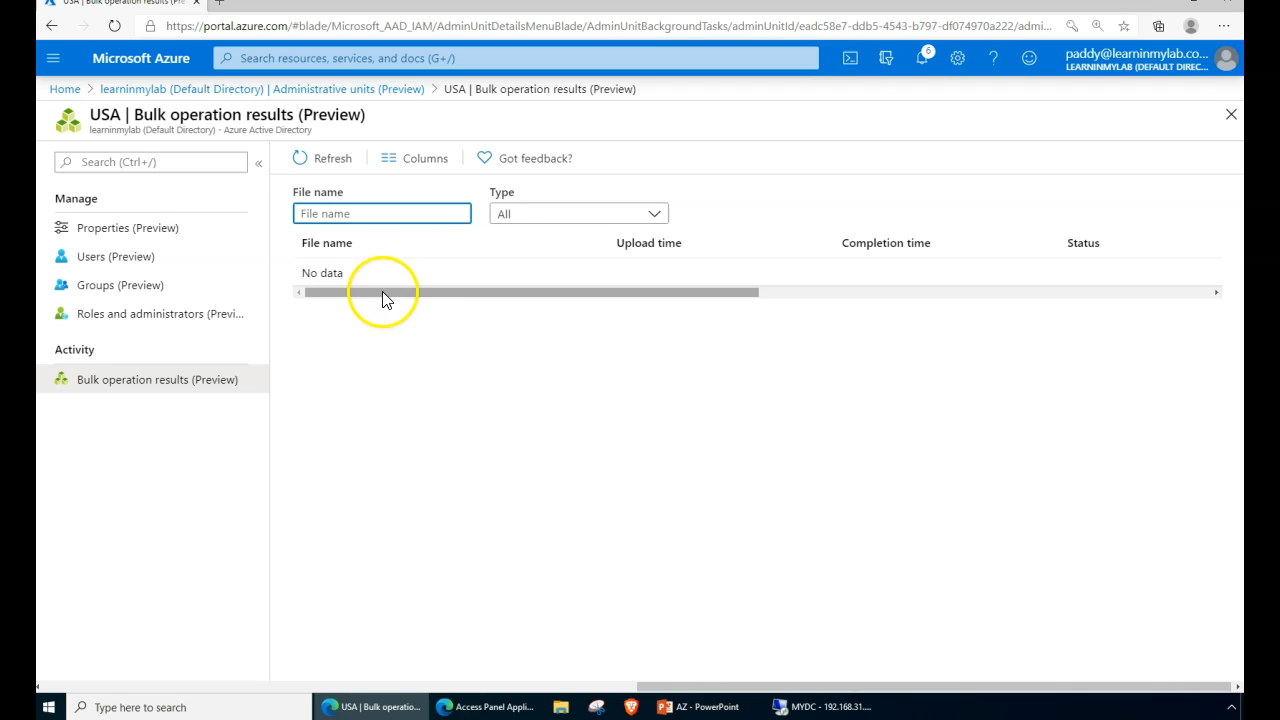 USA | Bulk operation results (Pre
https://portal.azure.com/#blade/Microsoft_AAD_IAM/AdminUnitDetailsMenuBlade/AdminUnitBackgroundTasks/adminUnitId/eadc58e7-ddb5-4543-b797-df074970a222/admi...
Microsoft Azure
Search resources, services, and docs (G+/)
6
paddy@learninmylab.co...
LEARNINMYLAB (DEFAULT DIREC...
Home > learninmylab (Default Directory) | Administrative units (Preview) > USA | Bulk operation results (Preview)
USA | Bulk operation results (Preview)
learninmylab (Default Directory) - Azure Active Directory
Search (Ctrl+/)
«
Refresh
Columns
Got feedback?
Manage
Properties (Preview)
Users (Preview)
Groups (Preview)
Roles and administrators (Previ...
Activity
Bulk operation results (Preview)
File name
Type
File name
All
File name
Upload time
Completion time
Status
No data
Type here to search
USA | Bulk operatio...
Access Panel Appli...
AZ - PowerPoint
MYDC - 192.168.31....